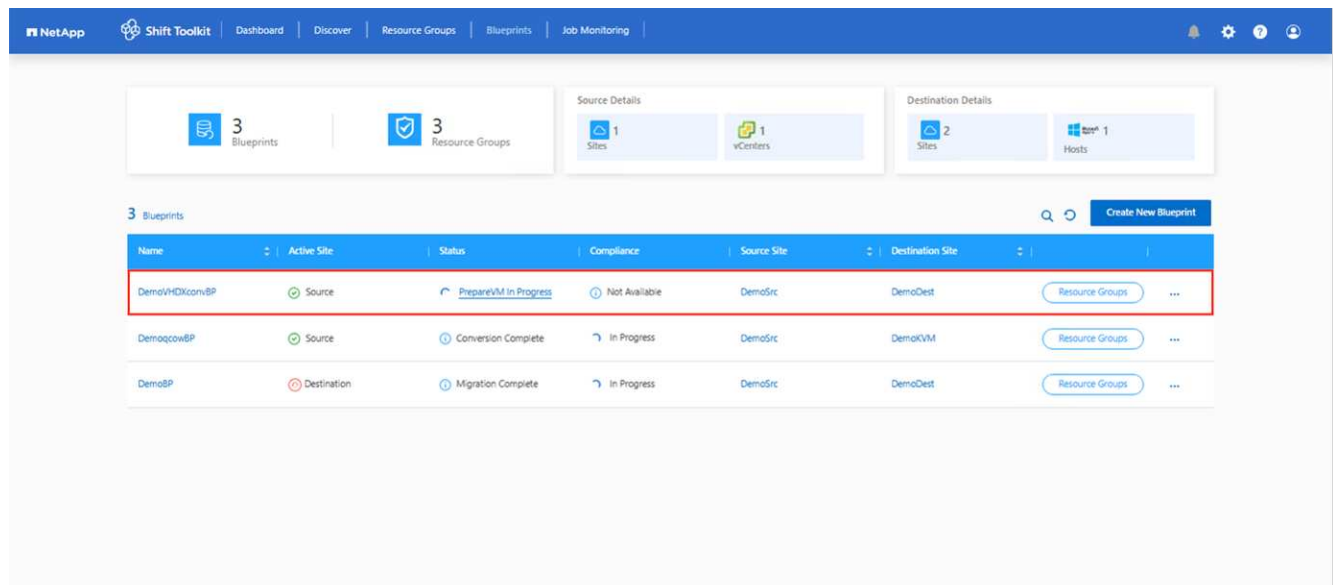 NetApp Shift Toolkit Dashboard Discover Resource Groups Blueprints Job Monitoring
3 Blueprints
3 Resource Groups
Source Details
1 Sites
1 vCenters
Destination Details
2 Sites
Microsoft 1 Hosts
3 Blueprints
Create New Blueprint
Name Active Site Status Compliance Source Site Destination Site
DemoVHDXconvBP Source PrepareVM In Progress Not Available DemoSrc DemoDest Resource Groups ...
DemoqcowBP Source Conversion Complete In Progress DemoSrc DemoKVM Resource Groups ...
DemoBP Destination Migration Complete In Progress DemoSrc DemoDest Resource Groups ...